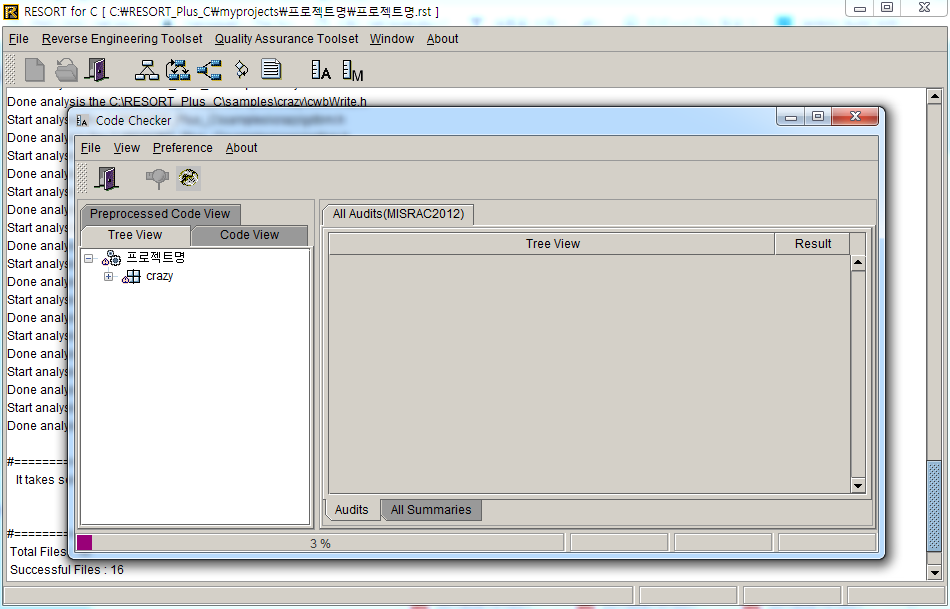 RESORT for C [ C:₩RESORT_Plus_C₩myprojects₩프로젝트명₩프로젝트명.rst ]
File Reverse Engineering Toolset Quality Assurance Toolset Window About
Done analysis the C:\RESORT_Plus_C\samples\crazy\cwbWrite.h
Start analys
Done analy
Start analys
Done analy
Start analys
Done analy
Start analys
Done analy
Start analys
Done analy
Start analys
Done analy
Start analys
Done analy
Start analys
Done analy
Start analys
Done analy
#=========
It takes se
#=========
Total Files
Successful Files : 16
Code Checker
File View Preference About
Preprocessed Code View
Tree View Code View
프로젝트명
crazy
All Audits(MISRAC2012)
Tree View Result
Audits All Summaries
3 %